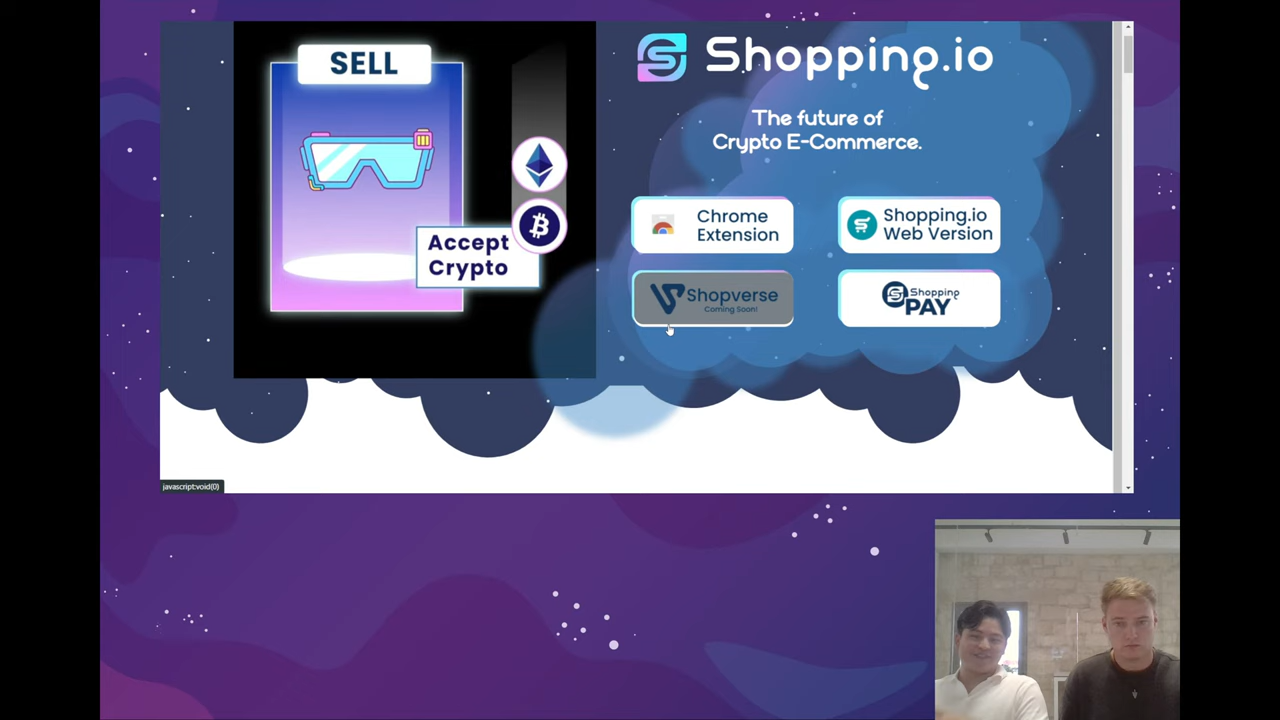 SELL
Accept
Crypto
Shopping.io
The future of
Crypto E-Commerce.
Chrome
Extension
Shopping.io
Web Version
Shopverse
Coming Soon!
Shopping
PAY
javascript:void(0)